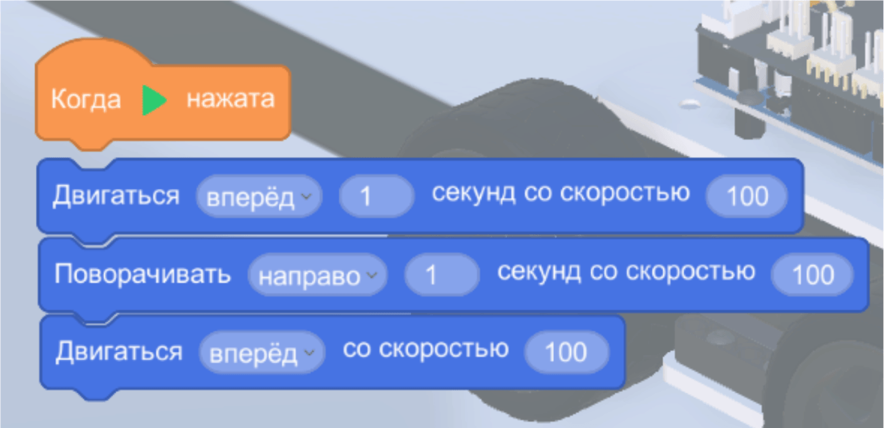 Когда нажата
Двигаться вперёд 1 секунд со скоростью 100
Поворачивать направо 1 секунд со скоростью 100
Двигаться вперёд со скоростью 100